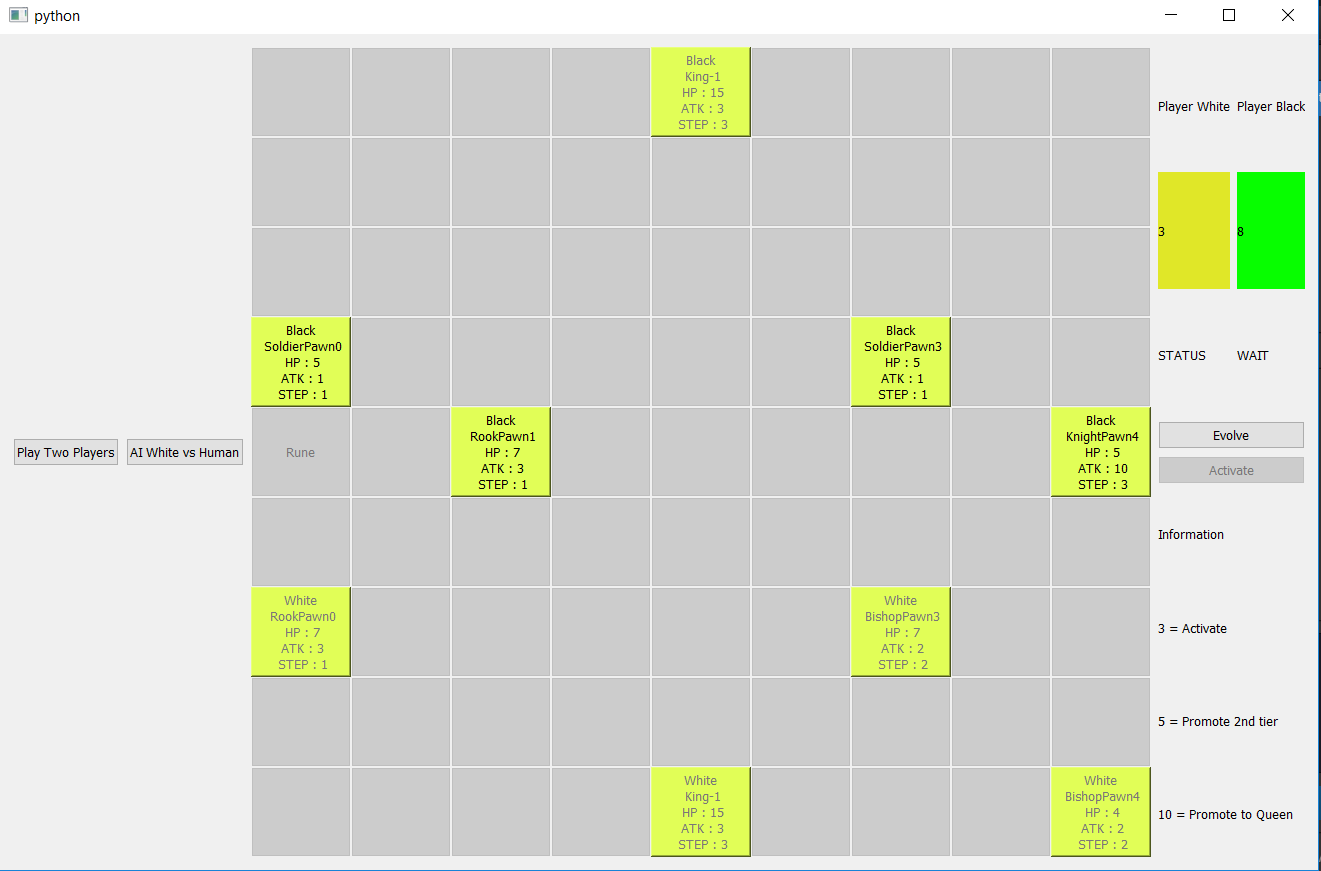 python
Black
King-1
HP : 15
ATK : 3
STEP : 3
Player White
Player Black
3
8
Black
SoldierPawn0
HP : 5
ATK : 1
STEP : 1
Black
SoldierPawn3
HP : 5
ATK : 1
STEP : 1
STATUS
WAIT
Play Two Players
AI White vs Human
Rune
Black
RookPawn1
HP : 7
ATK : 3
STEP : 1
Black
KnightPawn4
HP : 5
ATK : 10
STEP : 3
Evolve
Activate
Information
White
RookPawn0
HP : 7
ATK : 3
STEP : 1
White
BishopPawn3
HP : 7
ATK : 2
STEP : 2
3 = Activate
5 = Promote 2nd tier
White
King-1
HP : 15
ATK : 3
STEP : 3
White
BishopPawn4
HP : 4
ATK : 2
STEP : 2
10 = Promote to Queen